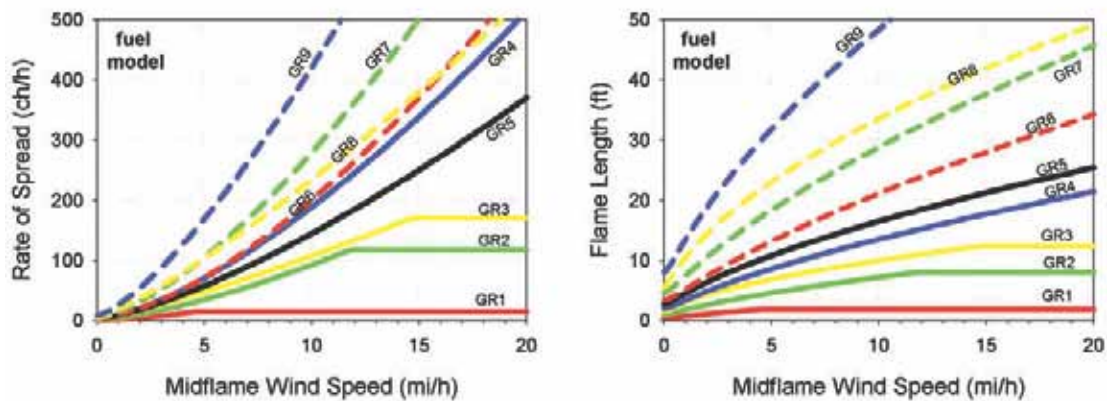 500
400
300
200
100
0
Rate of Spread (ch/h)
fuel
model
GR9
GR7
GR4
GR8
GR6
GR5
GR3
GR2
GR1
0 5 10 15 20
Midflame Wind Speed (mi/h)
50
40
30
20
10
0
Flame Length (ft)
fuel
model
GR9
GR8
GR7
GR6
GR5
GR4
GR3
GR2
GR1
0 5 10 15 20
Midflame Wind Speed (mi/h)